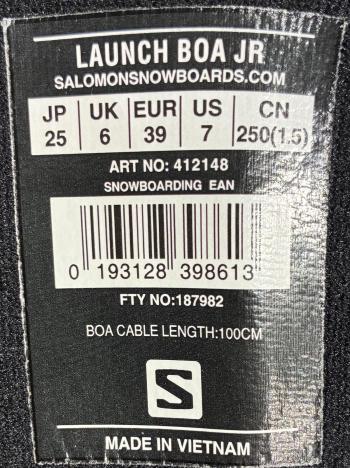 LAUNCH BOA JR
SALOMONSNOWBOARDS.COM
JP UK EUR US CN
25 6 39 7 250(1.5)
ART NO: 412148
SNOWBOARDING EAN
0 193128 398613
FTY NO:187982
BOA CABLE LENGTH:100CM
S
MADE IN VIETNAM